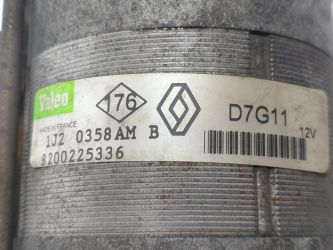 Valeo 176 D7G11
MADE IN FRANCE
1J2 0358AM B 12V
8200225336